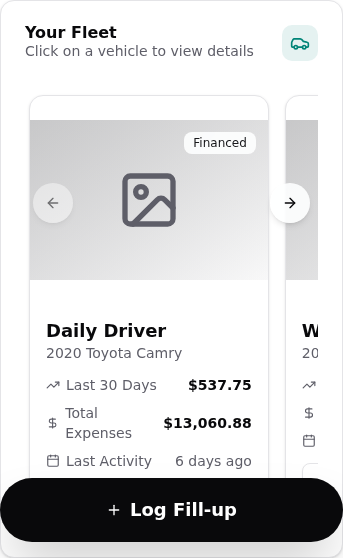 Your Fleet
Click on a vehicle to view details
Financed
Daily Driver
2020 Toyota Camry
Last 30 Days $537.75
Total
Expenses $13,060.88
Last Activity 6 days ago
W
20
+ Log Fill-up